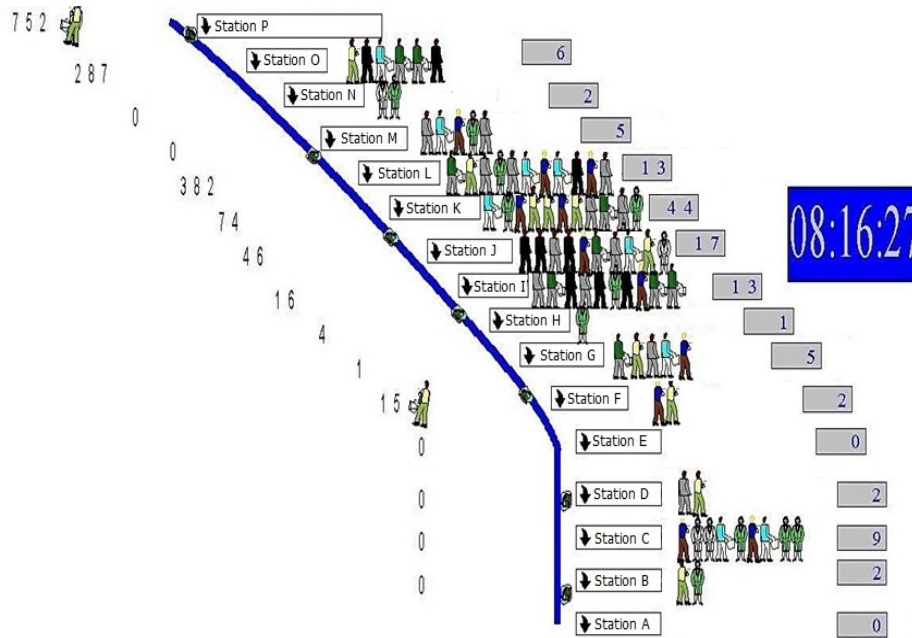 752
Station P
Station O
6
287
Station N
2
0
Station M
5
0
Station L
13
382
Station K
44
74
Station J
17
08:16:27
46
Station I
13
16
Station H
1
4
Station G
5
1
Station F
2
15
Station E
0
0
Station D
2
0
Station C
9
0
Station B
2
0
Station A
0